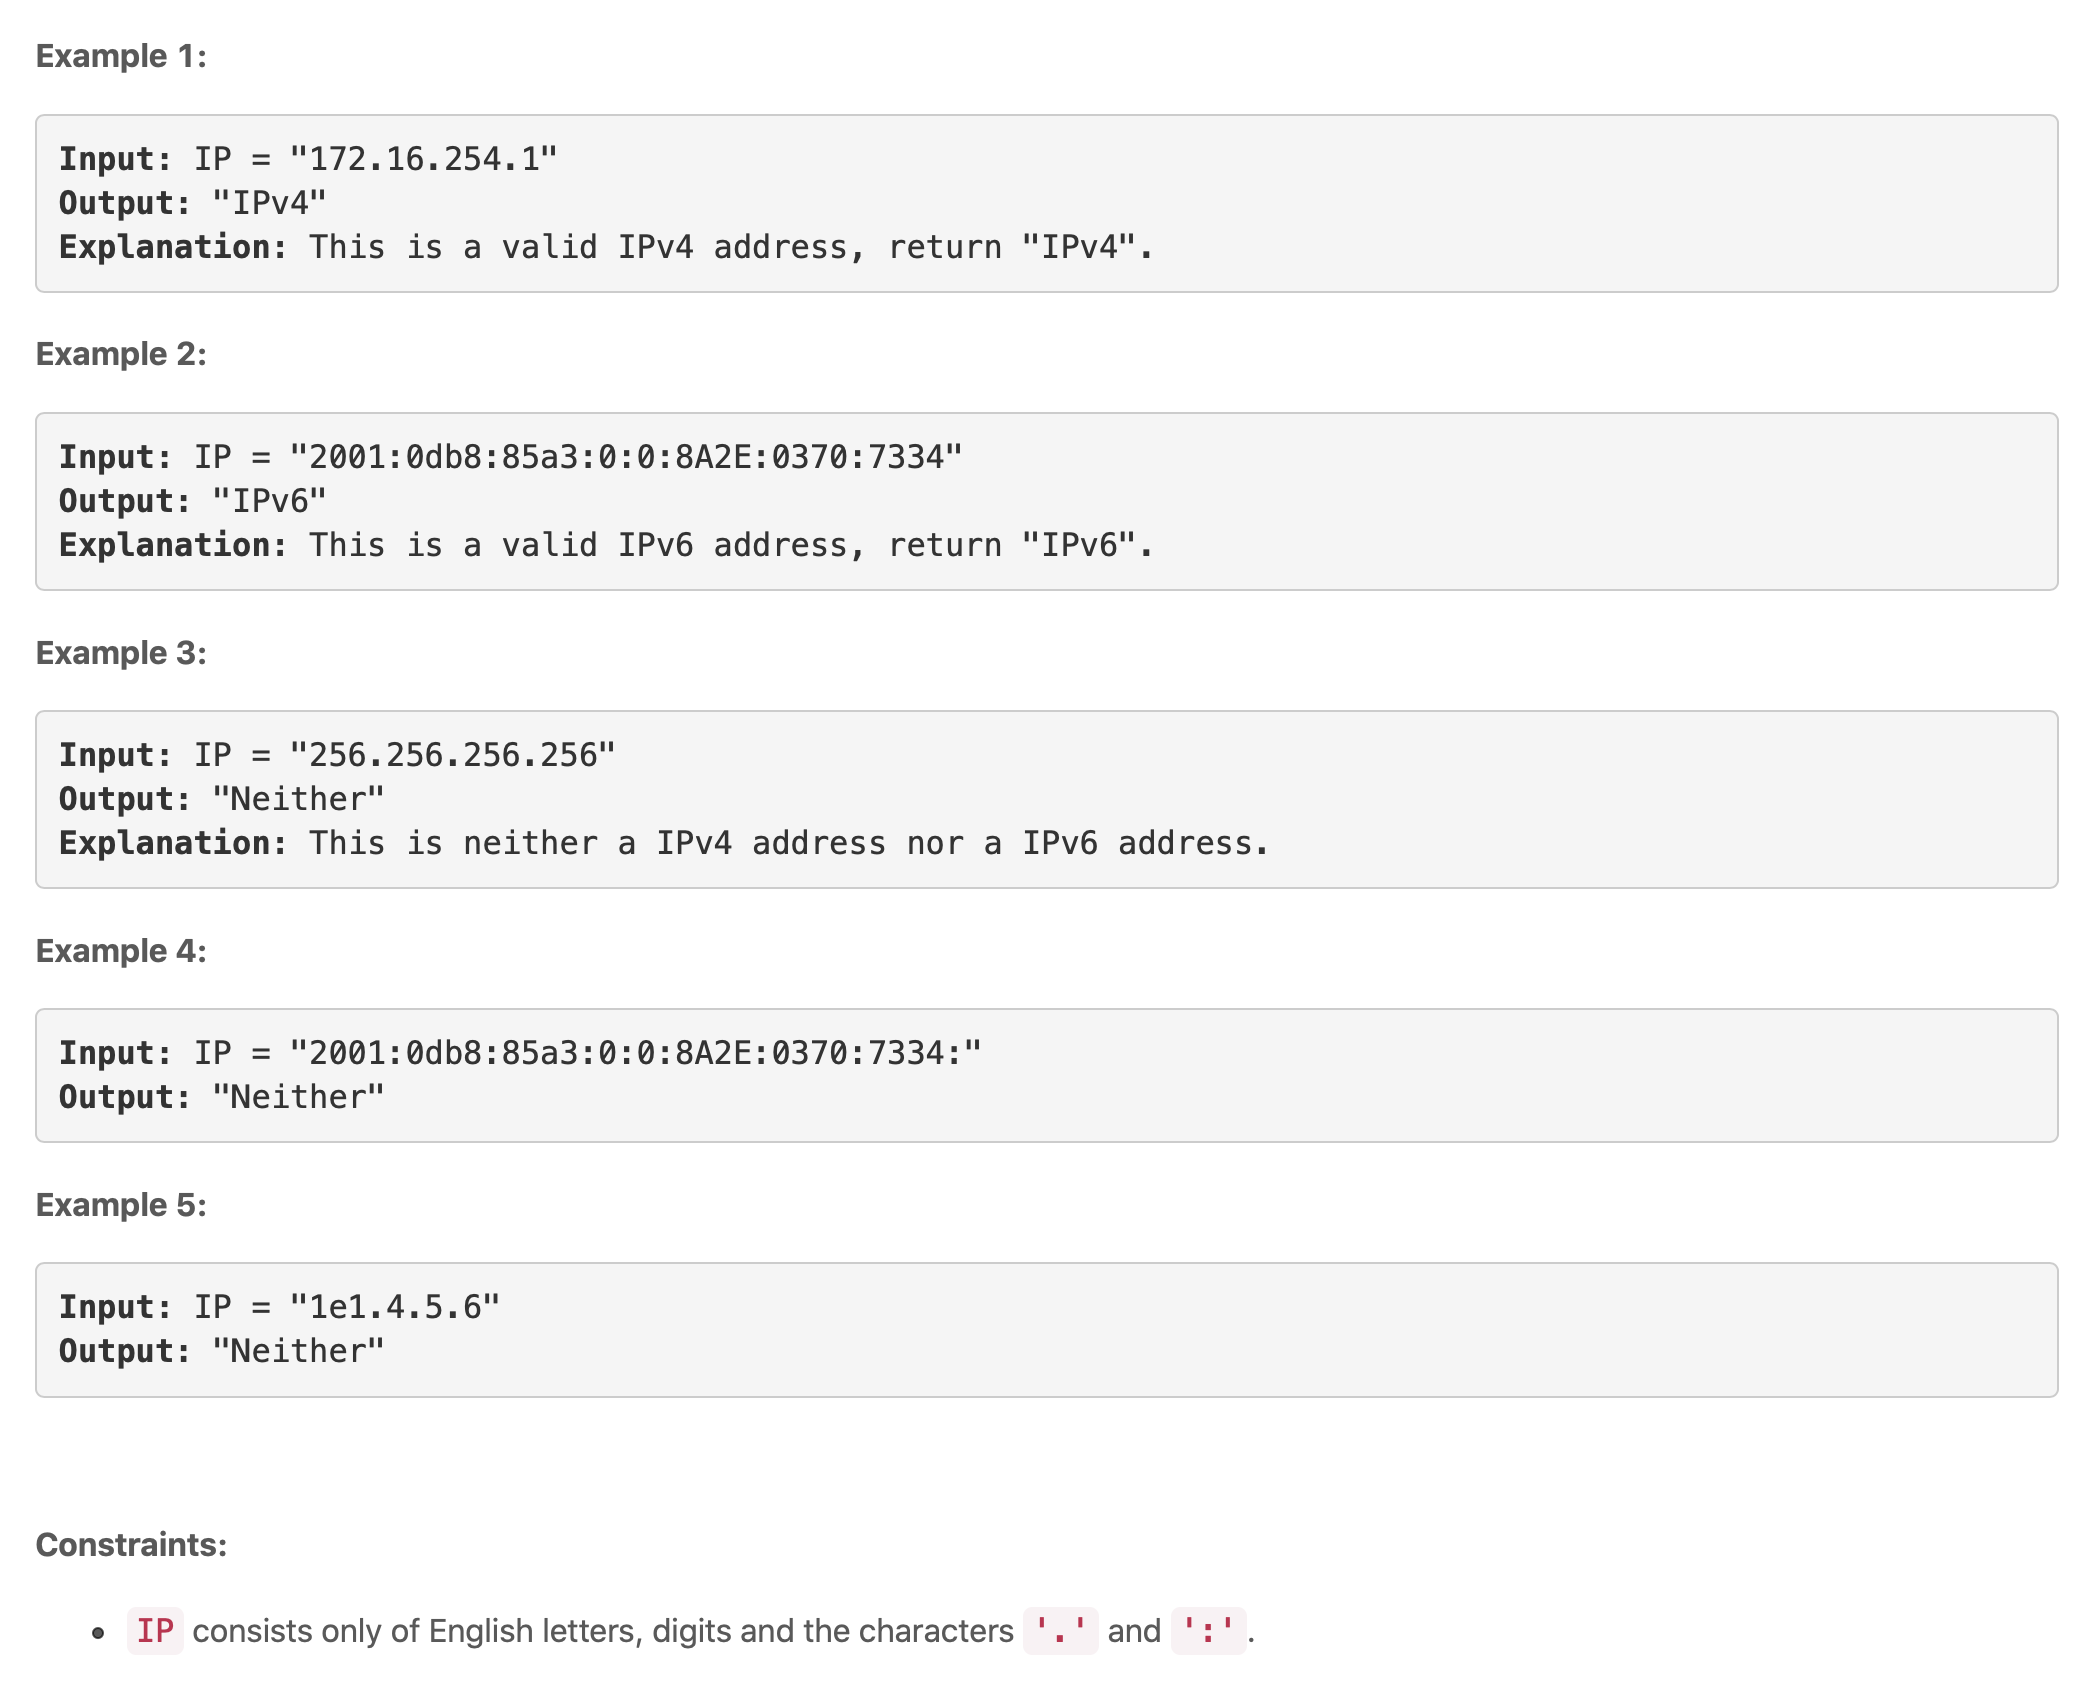 Example 1:
Input: IP = "172.16.254.1"
Output: "IPv4"
Explanation: This is a valid IPv4 address, return "IPv4".
Example 2:
Input: IP = "2001:0db8:85a3:0:0:8A2E:0370:7334"
Output: "IPv6"
Explanation: This is a valid IPv6 address, return "IPv6".
Example 3:
Input: IP = "256.256.256.256"
Output: "Neither"
Explanation: This is neither a IPv4 address nor a IPv6 address.
Example 4:
Input: IP = "2001:0db8:85a3:0:0:8A2E:0370:7334:"
Output: "Neither"
Example 5:
Input: IP = "1e1.4.5.6"
Output: "Neither"
Constraints:
• IP consists only of English letters, digits and the characters '.' and ':'.